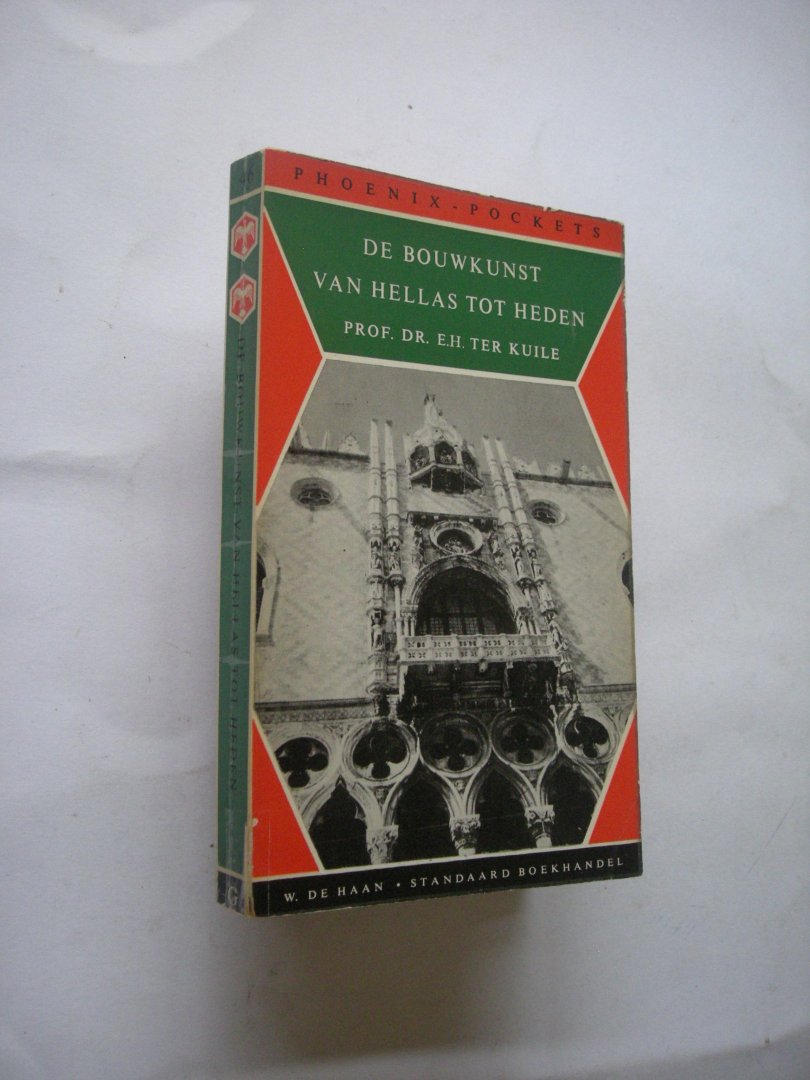 PHOENIX-POCKETS
DE BOUWKUNST
VAN HELLAS TOT HEDEN
PROF. DR. E.H. TER KUILE
W. DE HAAN • STANDAARD BOEKHANDEL
DE BOUWKUNST VAN HELLAS TOT HEDEN
G